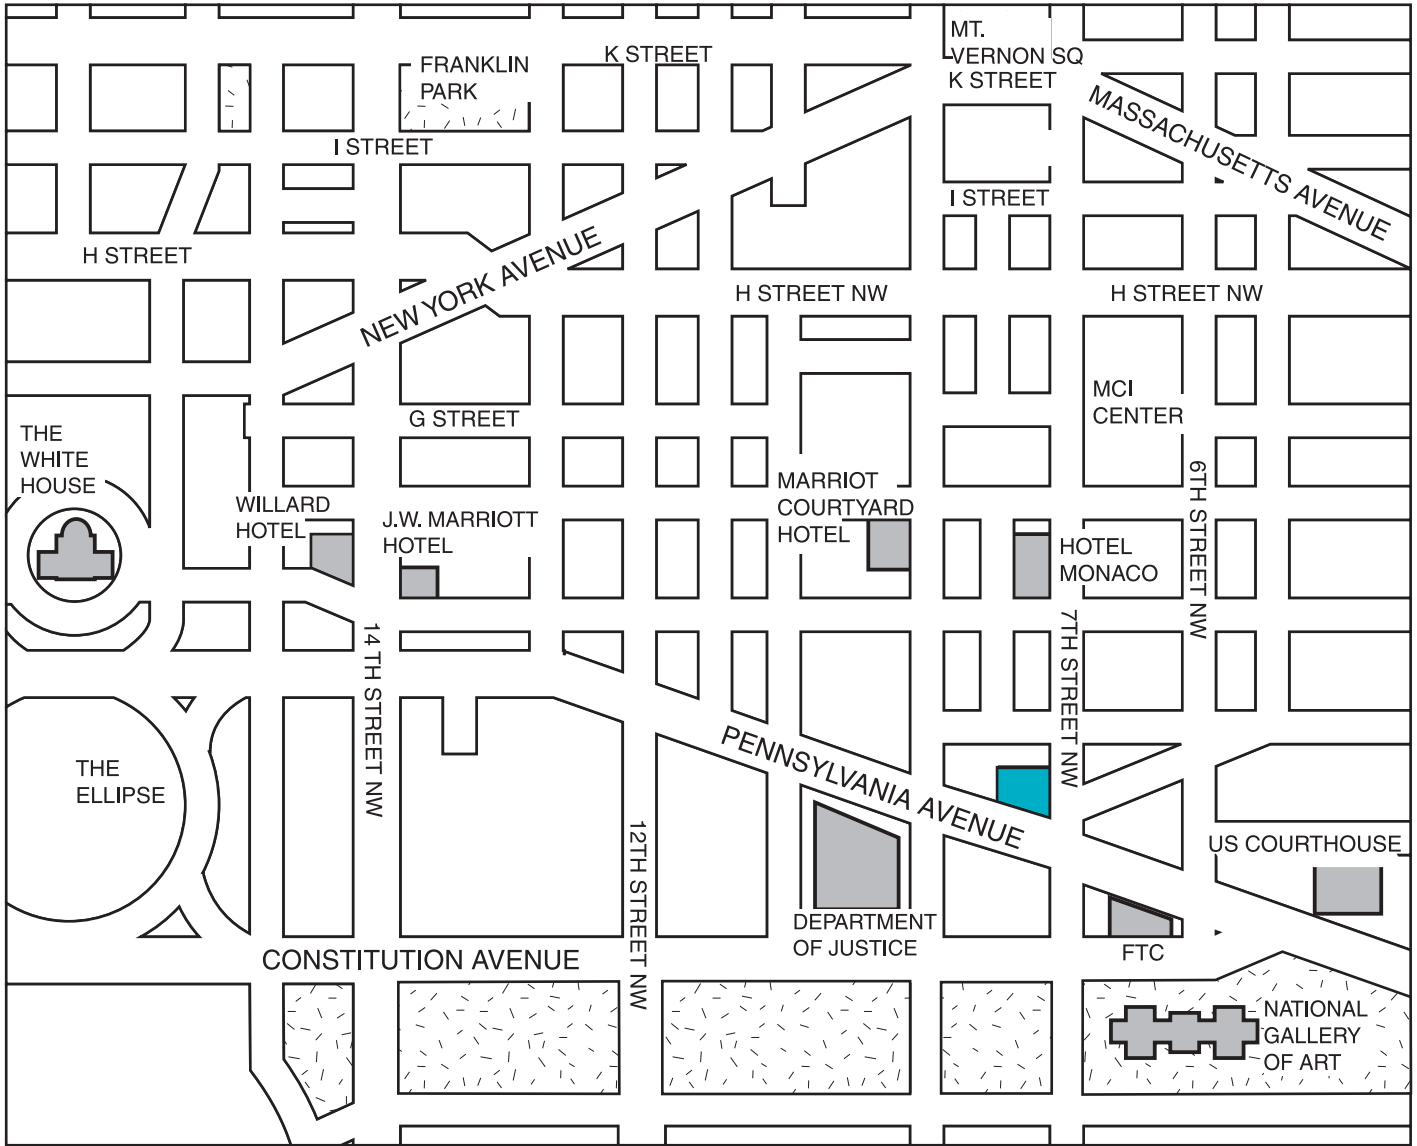 MT.
VERNON SQ
K STREET
FRANKLIN
PARK
K STREET
MASSACHUSETTS AVENUE
I STREET
I STREET
H STREET
NEW YORK AVENUE
H STREET NW
H STREET NW
MCI
CENTER
G STREET
THE
WHITE
HOUSE
WILLARD
HOTEL
J.W. MARRIOTT
HOTEL
MARRIOT
COURTYARD
HOTEL
6TH STREET NW
HOTEL
MONACO
14 TH STREET NW
7TH STREET NW
PENNSYLVANIA AVENUE
THE
ELLIPSE
12TH STREET NW
US COURTHOUSE
DEPARTMENT
OF JUSTICE
FTC
CONSTITUTION AVENUE
NATIONAL
GALLERY
OF ART